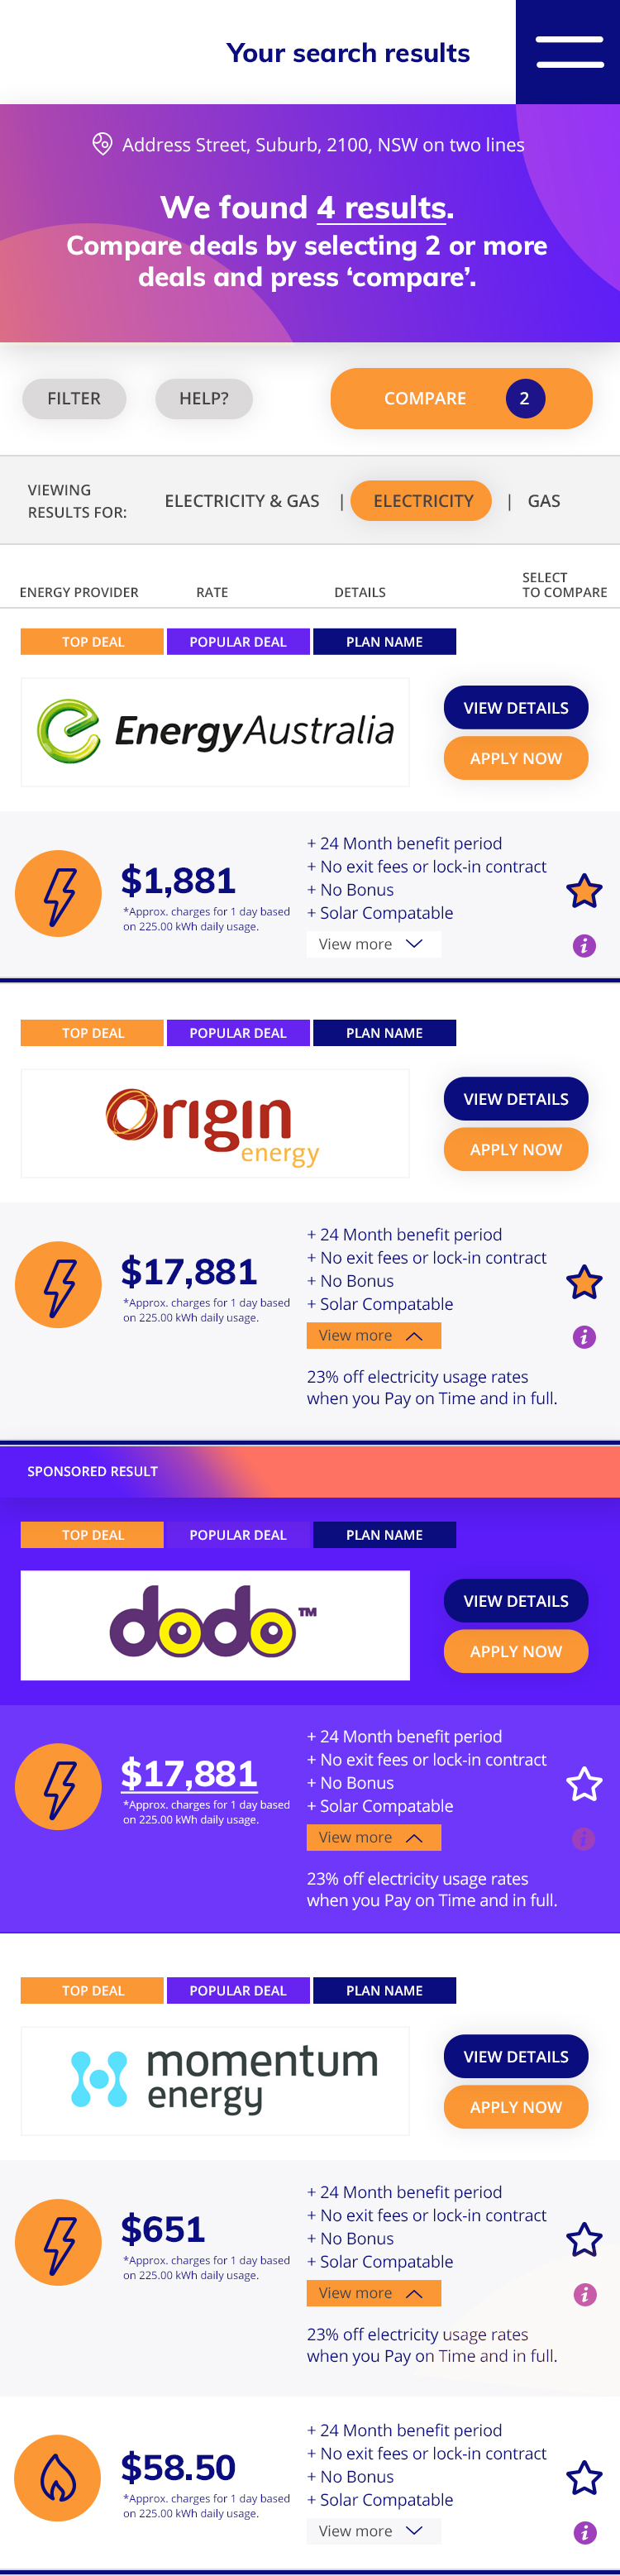 Your search results
Address Street, Suburb, 2100, NSW on two lines
We found 4 results.
Compare deals by selecting 2 or more
deals and press ‘compare’.
FILTER
HELP?
COMPARE 2
VIEWING
RESULTS FOR:
ELECTRICITY & GAS | ELECTRICITY | GAS
ENERGY PROVIDER
RATE
DETAILS
SELECT
TO COMPARE
TOP DEAL
POPULAR DEAL
PLAN NAME
EnergyAustralia
VIEW DETAILS
APPLY NOW
$1,881
*Approx. charges for 1 day based
on 225.00 kWh daily usage.
+ 24 Month benefit period
+ No exit fees or lock-in contract
+ No Bonus
+ Solar Compatable
View more
i
TOP DEAL
POPULAR DEAL
PLAN NAME
Origin
energy
VIEW DETAILS
APPLY NOW
$17,881
*Approx. charges for 1 day based
on 225.00 kWh daily usage.
+ 24 Month benefit period
+ No exit fees or lock-in contract
+ No Bonus
+ Solar Compatable
View more
i
23% off electricity usage rates
when you Pay on Time and in full.
SPONSORED RESULT
TOP DEAL
POPULAR DEAL
PLAN NAME
dodo™
VIEW DETAILS
APPLY NOW
$17,881
*Approx. charges for 1 day based
on 225.00 kWh daily usage.
+ 24 Month benefit period
+ No exit fees or lock-in contract
+ No Bonus
+ Solar Compatable
View more
i
23% off electricity usage rates
when you Pay on Time and in full.
TOP DEAL
POPULAR DEAL
PLAN NAME
momentum
energy
VIEW DETAILS
APPLY NOW
$651
*Approx. charges for 1 day based
on 225.00 kWh daily usage.
+ 24 Month benefit period
+ No exit fees or lock-in contract
+ No Bonus
+ Solar Compatable
View more
i
23% off electricity usage rates
when you Pay on Time and in full.
$58.50
*Approx. charges for 1 day based
on 225.00 kWh daily usage.
+ 24 Month benefit period
+ No exit fees or lock-in contract
+ No Bonus
+ Solar Compatable
View more
i